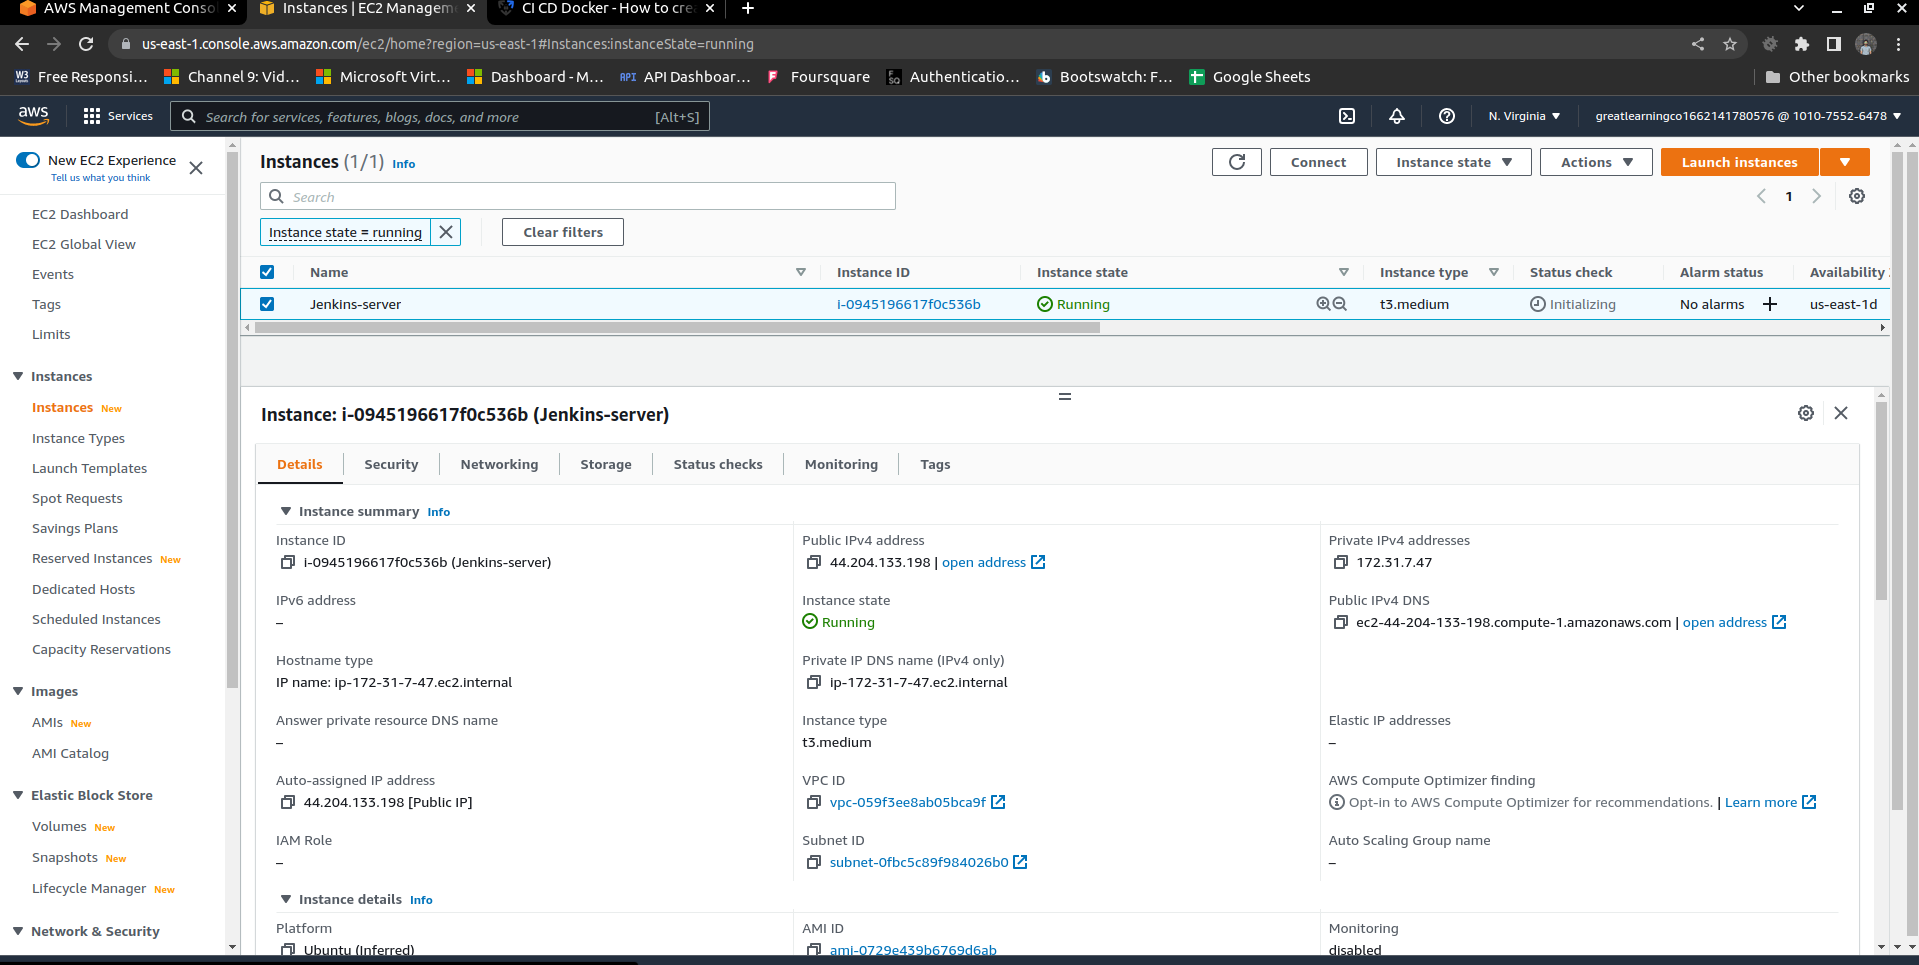 AWS Management Conso
Instances | EC2 Managem
CI CD Docker - How to cre
us-east-1.console.aws.amazon.com/ec2/home?region=us-east-1#Instances:instanceState=running
Free Responsi... Channel 9: Vid... Microsoft Virt... Dashboard - M... API API Dashboar... Foursquare Authenticatio... Bootswatch: F... Google Sheets Other bookmarks
aws Services Search for services, features, blogs, docs, and more [Alt+S] N. Virginia greatlearningco1662141780576 @ 1010-7552-6478
New EC2 Experience
Tell us what you think
EC2 Dashboard
EC2 Global View
Events
Tags
Limits
Instances
Instances New
Instance Types
Launch Templates
Spot Requests
Savings Plans
Reserved Instances New
Dedicated Hosts
Scheduled Instances
Capacity Reservations
Images
AMIs New
AMI Catalog
Elastic Block Store
Volumes New
Snapshots New
Lifecycle Manager New
Network & Security
Instances (1/1) Info Connect Instance state Actions Launch instances
Search 1
Instance state = running Clear filters
Name Instance ID Instance state Instance type Status check Alarm status Availability
Jenkins-server i-0945196617f0c536b Running t3.medium Initializing No alarms us-east-1d
Instance: i-0945196617f0c536b (Jenkins-server)
Details Security Networking Storage Status checks Monitoring Tags
Instance summary Info
Instance ID Public IPv4 address Private IPv4 addresses
i-0945196617f0c536b (Jenkins-server) 44.204.133.198 | open address 172.31.7.47
IPv6 address Instance state Public IPv4 DNS
– Running ec2-44-204-133-198.compute-1.amazonaws.com | open address
Hostname type Private IP DNS name (IPv4 only)
IP name: ip-172-31-7-47.ec2.internal ip-172-31-7-47.ec2.internal
Answer private resource DNS name Instance type Elastic IP addresses
– t3.medium –
Auto-assigned IP address VPC ID AWS Compute Optimizer finding
44.204.133.198 [Public IP] vpc-059f3ee8ab05bca9f Opt-in to AWS Compute Optimizer for recommendations. | Learn more
IAM Role Subnet ID Auto Scaling Group name
– subnet-0fbc5c89f984026b0 –
Instance details Info
Platform AMI ID Monitoring
Ubuntu (Inferred) ami-0729e439b6769d6ab disabled